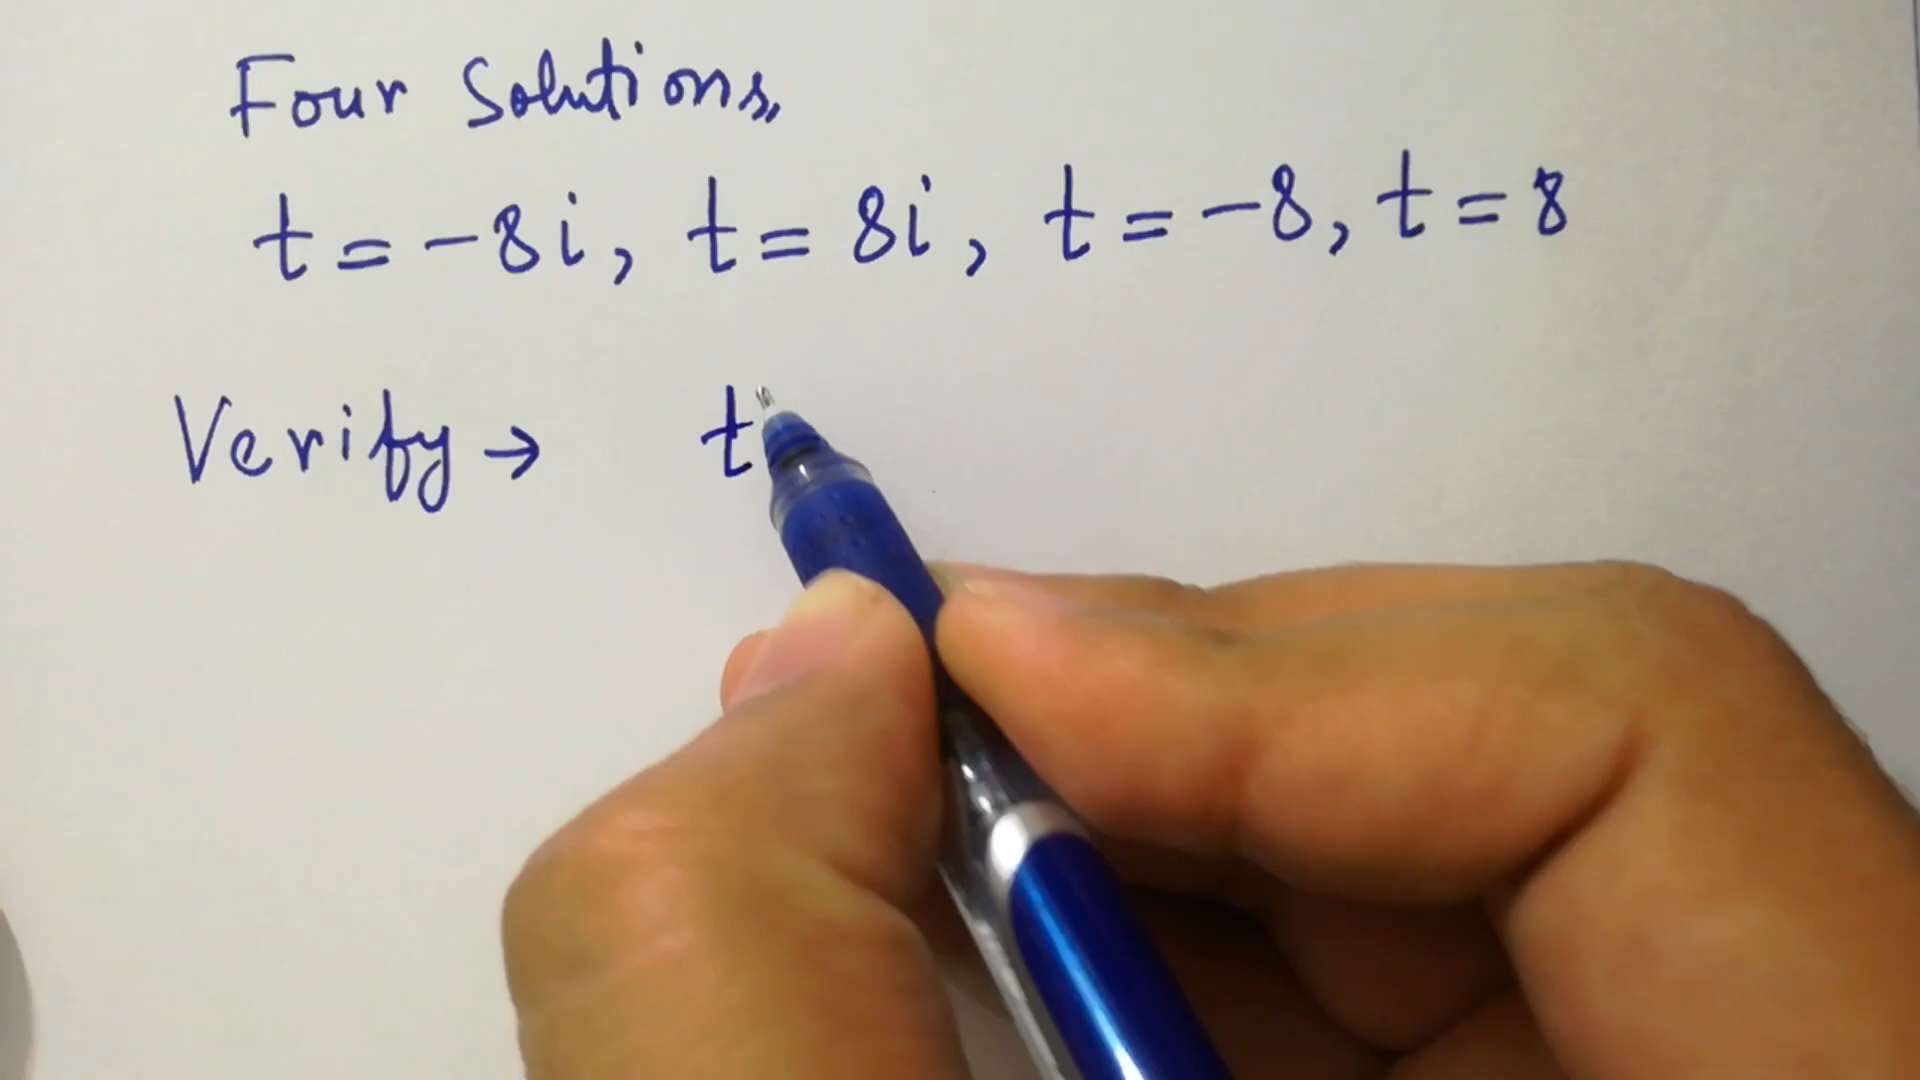 Four Solutions,
t = -8i, t = 8i, t = -8, t = 8
Verify → t